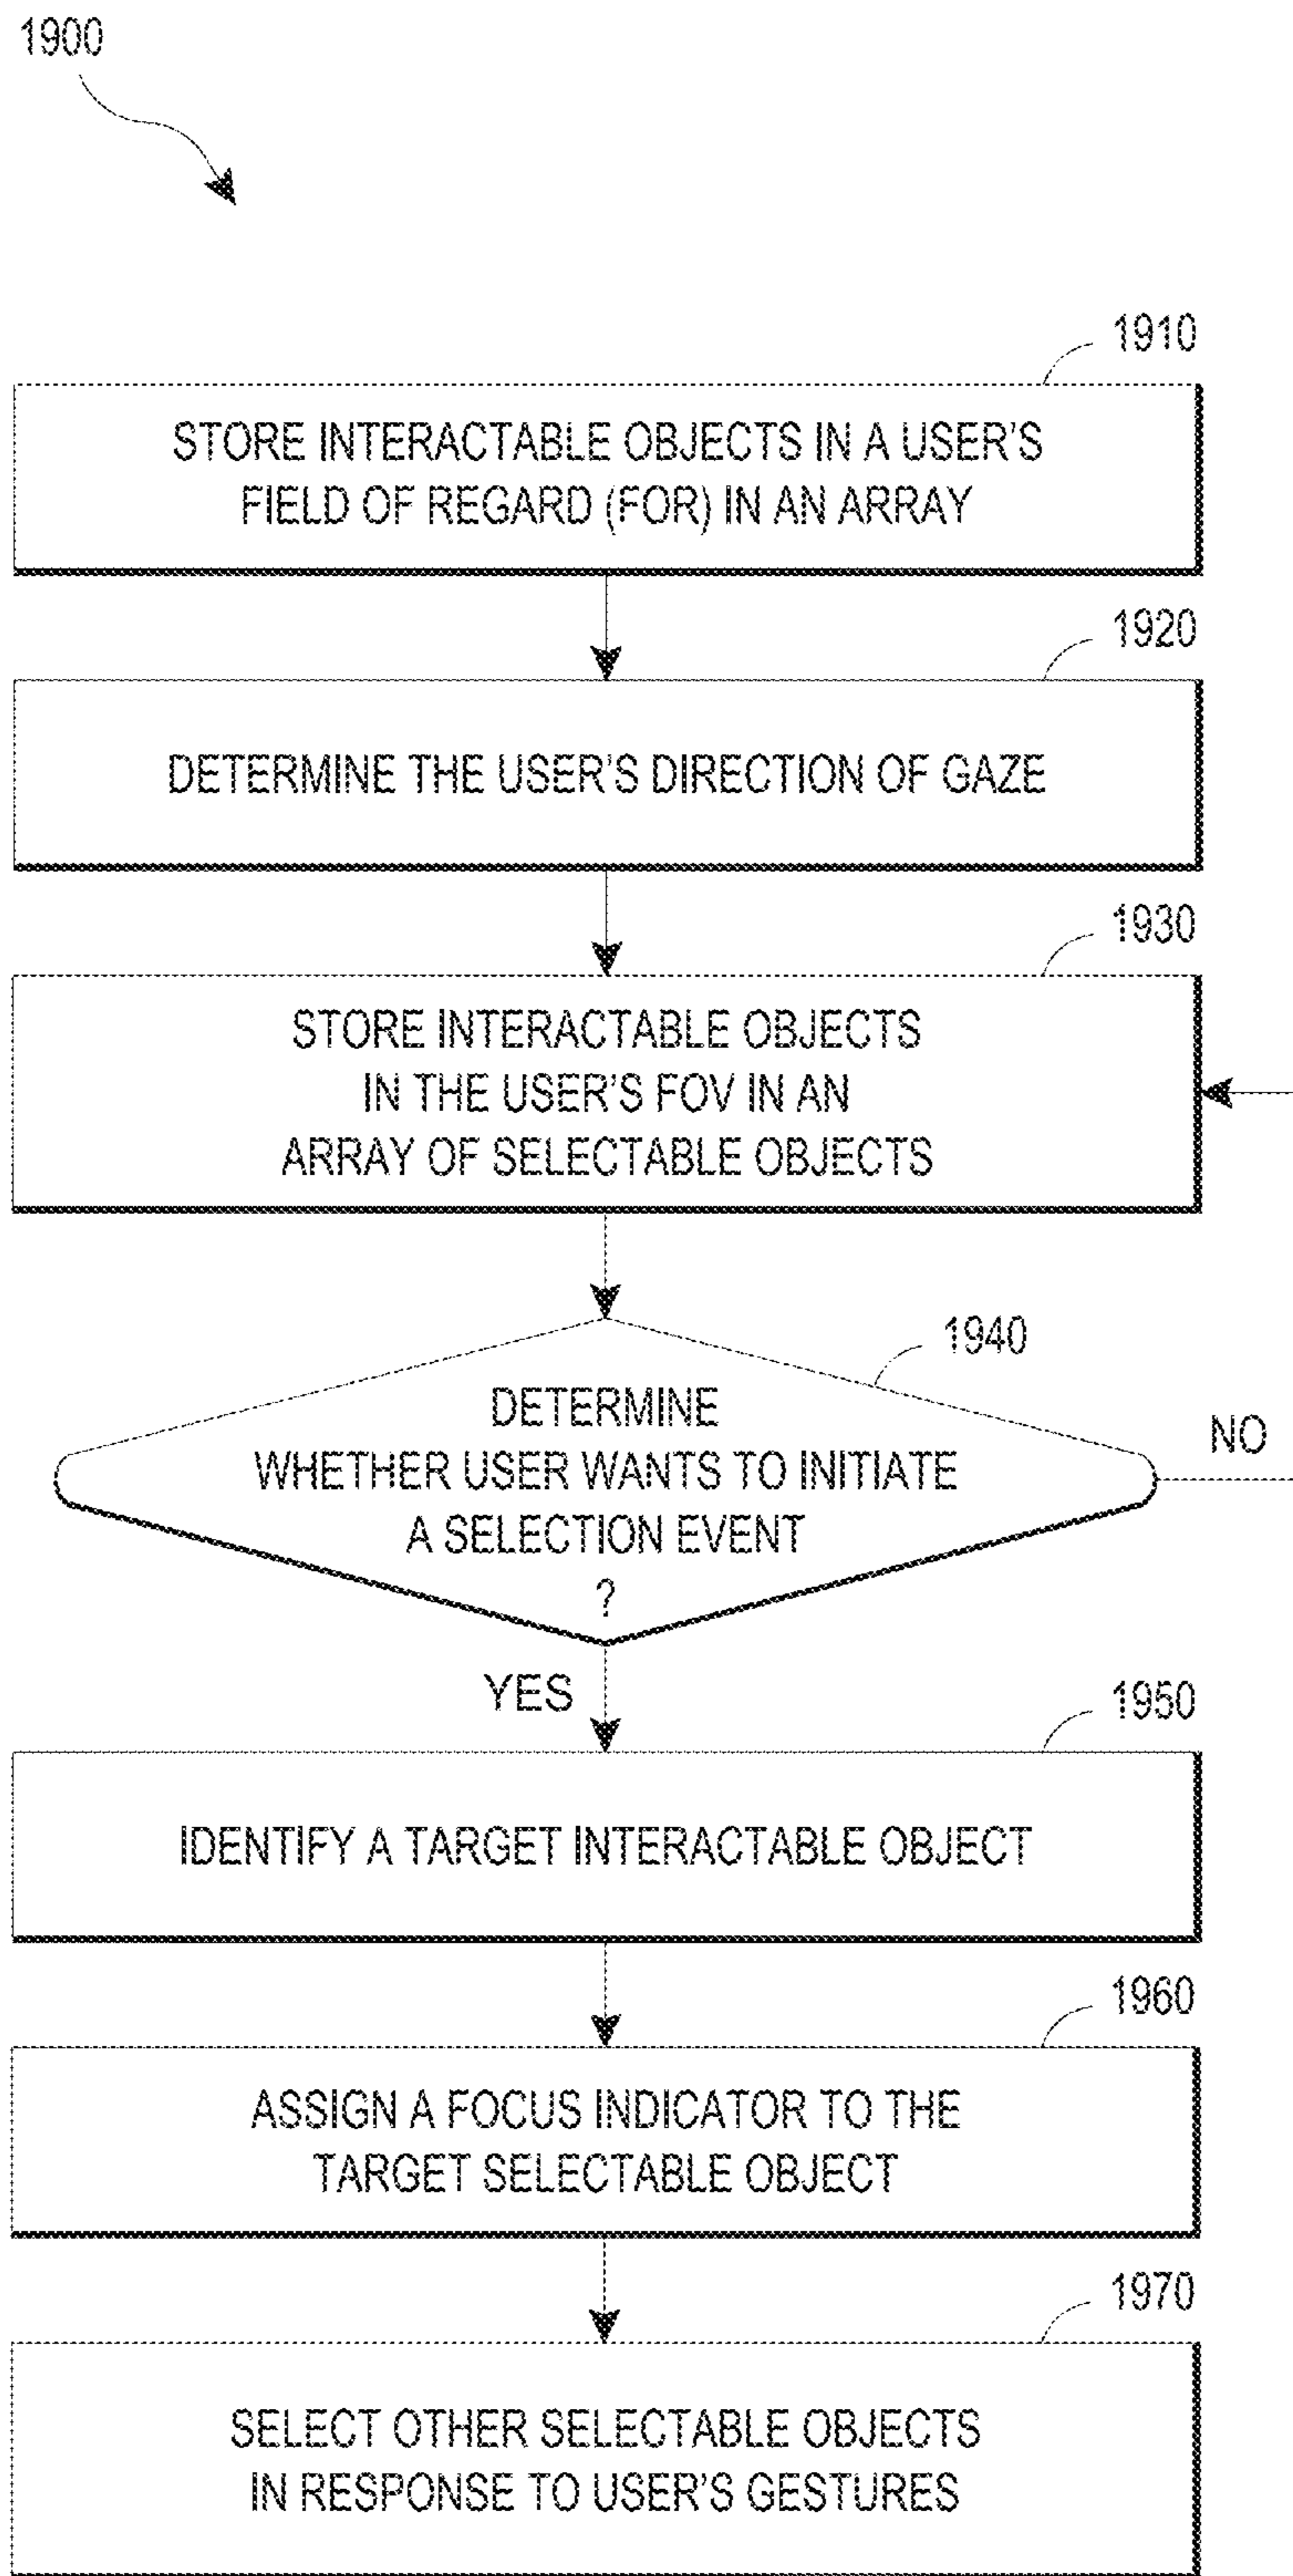 1900
1910
STORE INTERACTABLE OBJECTS IN A USER'S
FIELD OF REGARD (FOR) IN AN ARRAY
1920
DETERMINE THE USER'S DIRECTION OF GAZE
1930
STORE INTERACTABLE OBJECTS
IN THE USER'S FOV IN AN
ARRAY OF SELECTABLE OBJECTS
1940
DETERMINE
WHETHER USER WANTS TO INITIATE
A SELECTION EVENT
?
NO
YES
1950
IDENTIFY A TARGET INTERACTABLE OBJECT
1960
ASSIGN A FOCUS INDICATOR TO THE
TARGET SELECTABLE OBJECT
1970
SELECT OTHER SELECTABLE OBJECTS
IN RESPONSE TO USER'S GESTURES